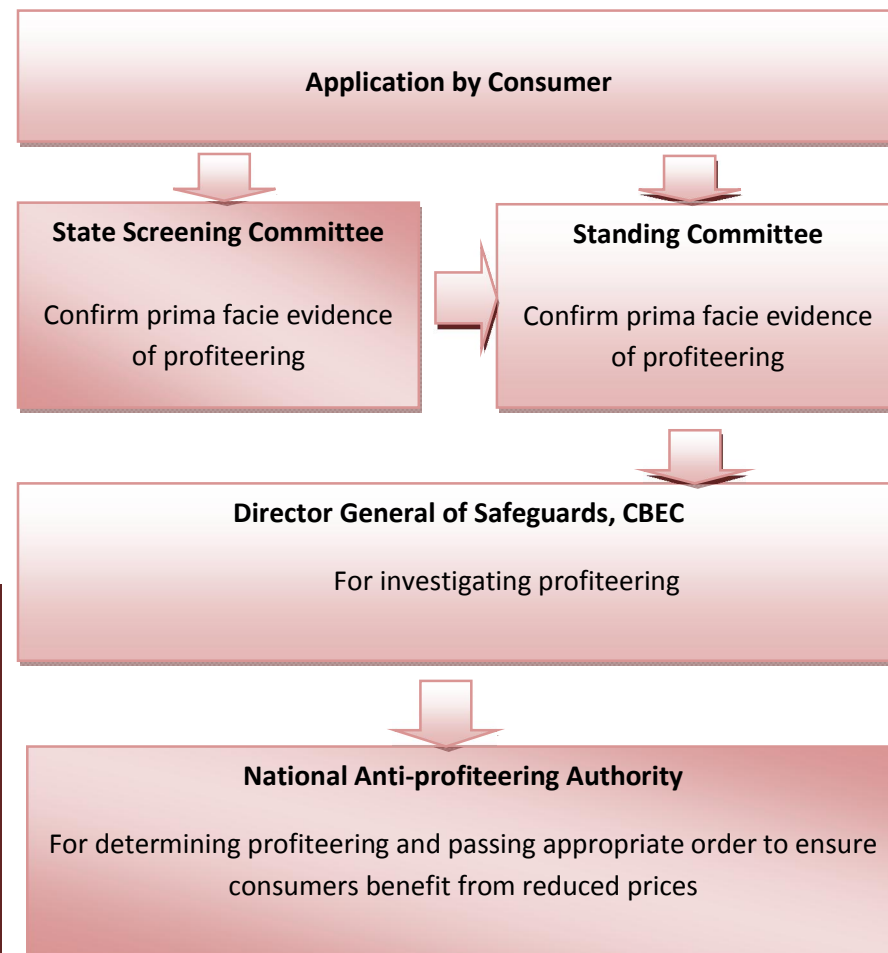 Application by Consumer
State Screening Committee
Confirm prima facie evidence
of profiteering
Standing Committee
Confirm prima facie evidence
of profiteering
Director General of Safeguards, CBEC
For investigating profiteering
National Anti-profiteering Authority
For determining profiteering and passing appropriate order to ensure
consumers benefit from reduced prices